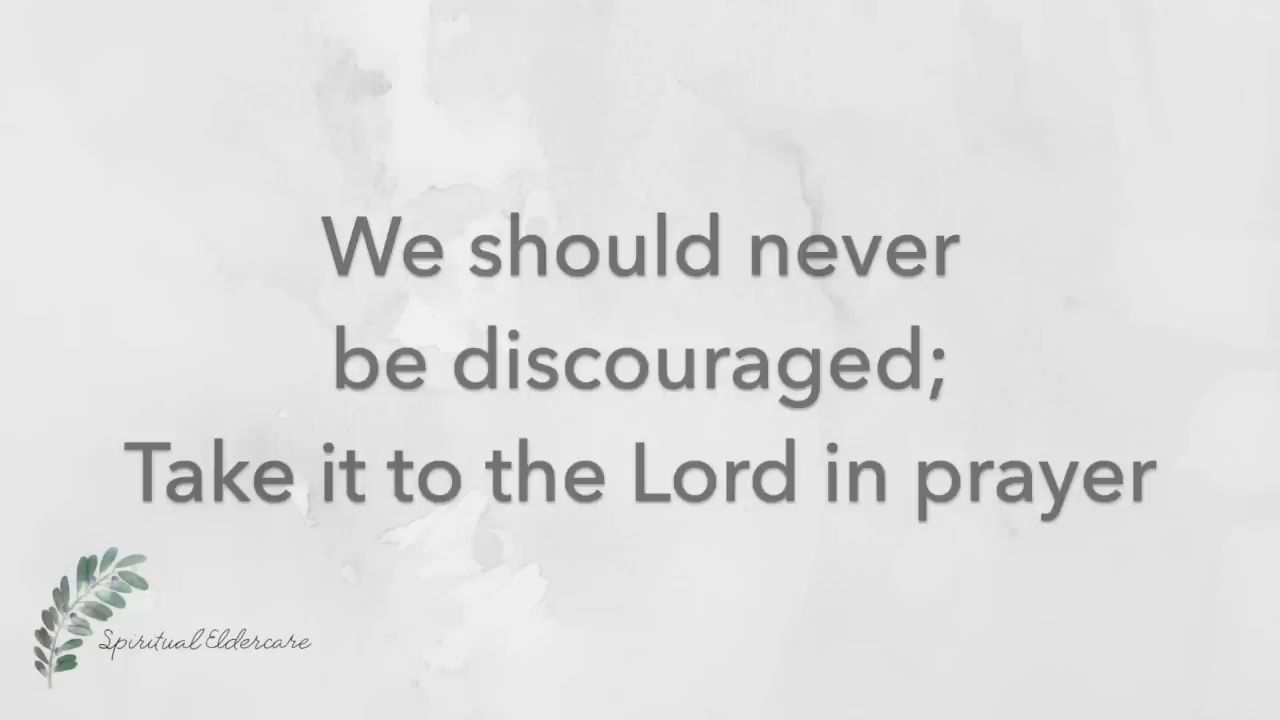 We should never
be discouraged;
Take it to the Lord in prayer
Spiritual Eldercare